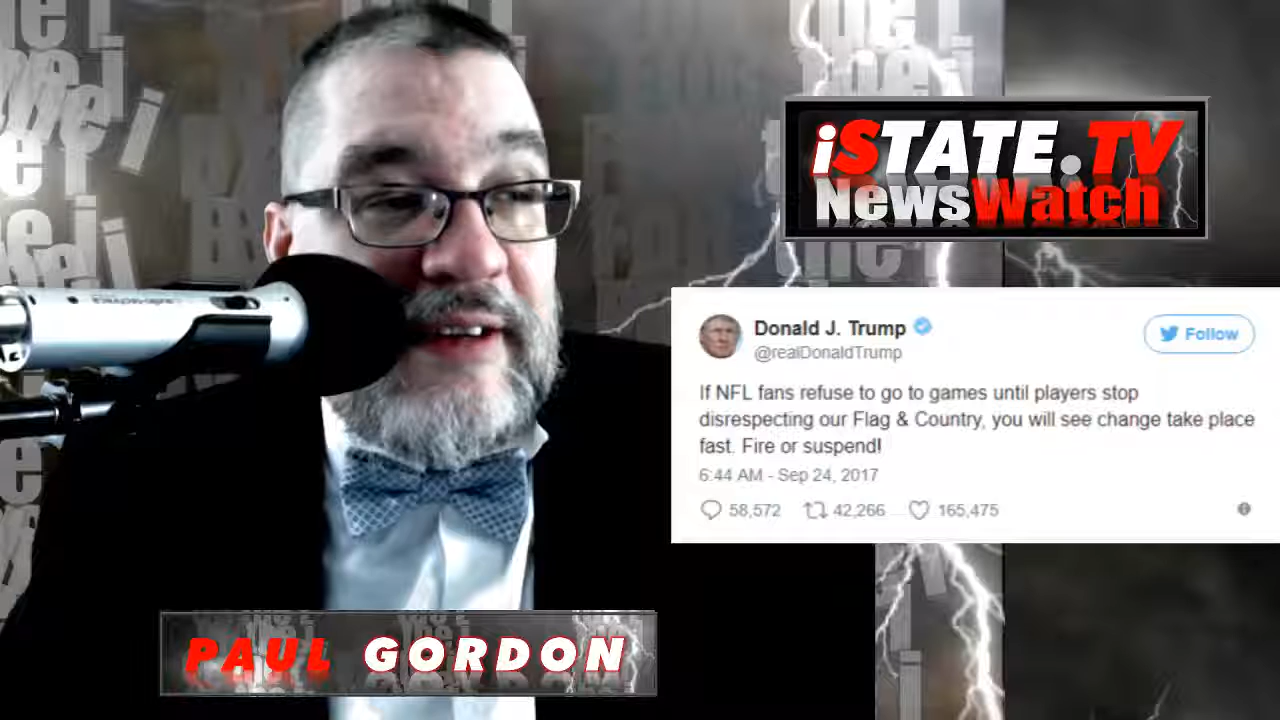 iSTATE.TV
NewsWatch
Donald J. Trump
@realDonaldTrump
Follow
If NFL fans refuse to go to games until players stop
disrespecting our Flag & Country, you will see change take place
fast. Fire or suspend!
6:44 AM - Sep 24, 2017
58,572 42,266 165,475
PAUL GORDON